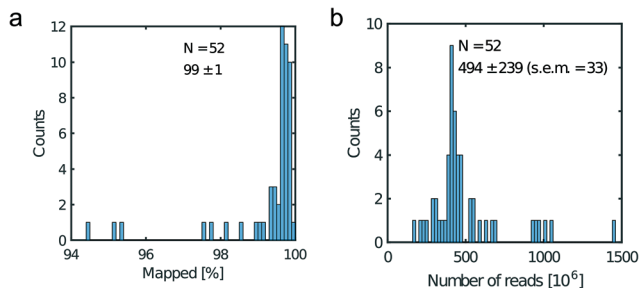 a
12
10
8
6
4
2
0
Counts
N = 52
99 ± 1
94
96
98
100
Mapped [%]
b
10
8
6
4
2
0
Counts
N = 52
494 ± 239 (s.e.m. = 33)
0
500
1000
1500
Number of reads [10⁶]